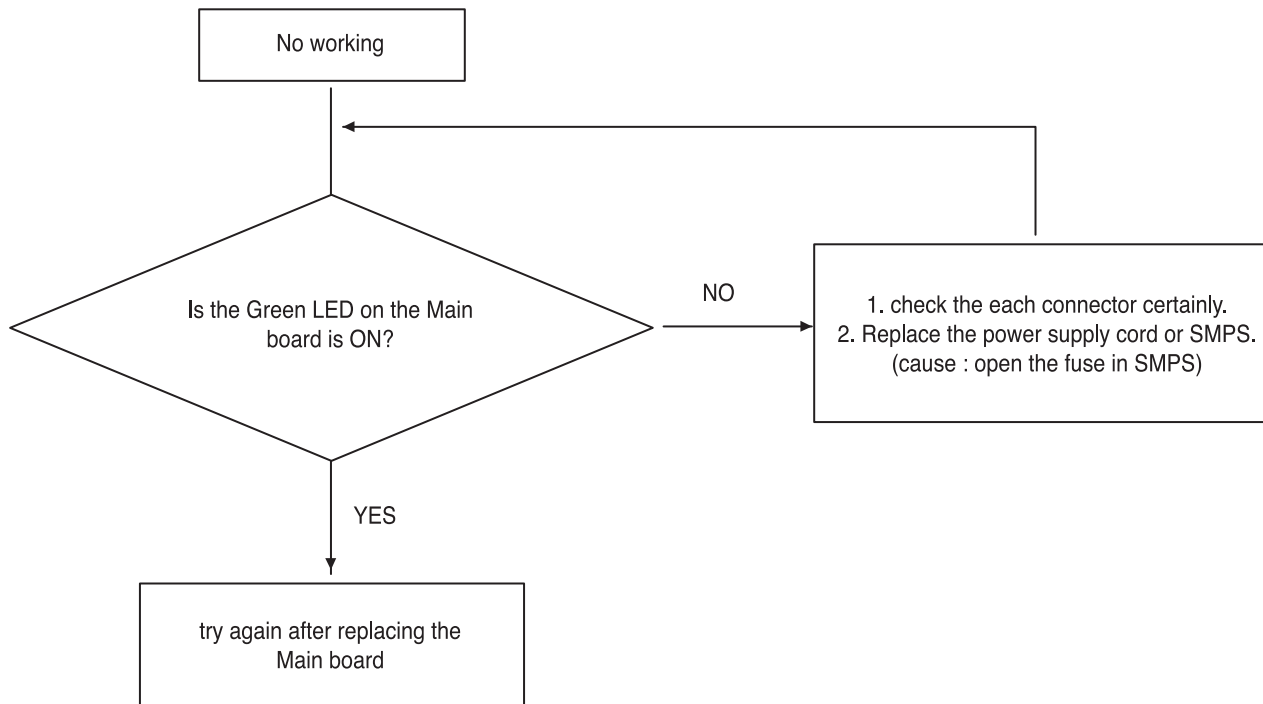 No working
Is the Green LED on the Main
board is ON?
NO
1. check the each connector certainly.
2. Replace the power supply cord or SMPS.
(cause : open the fuse in SMPS)
YES
try again after replacing the
Main board